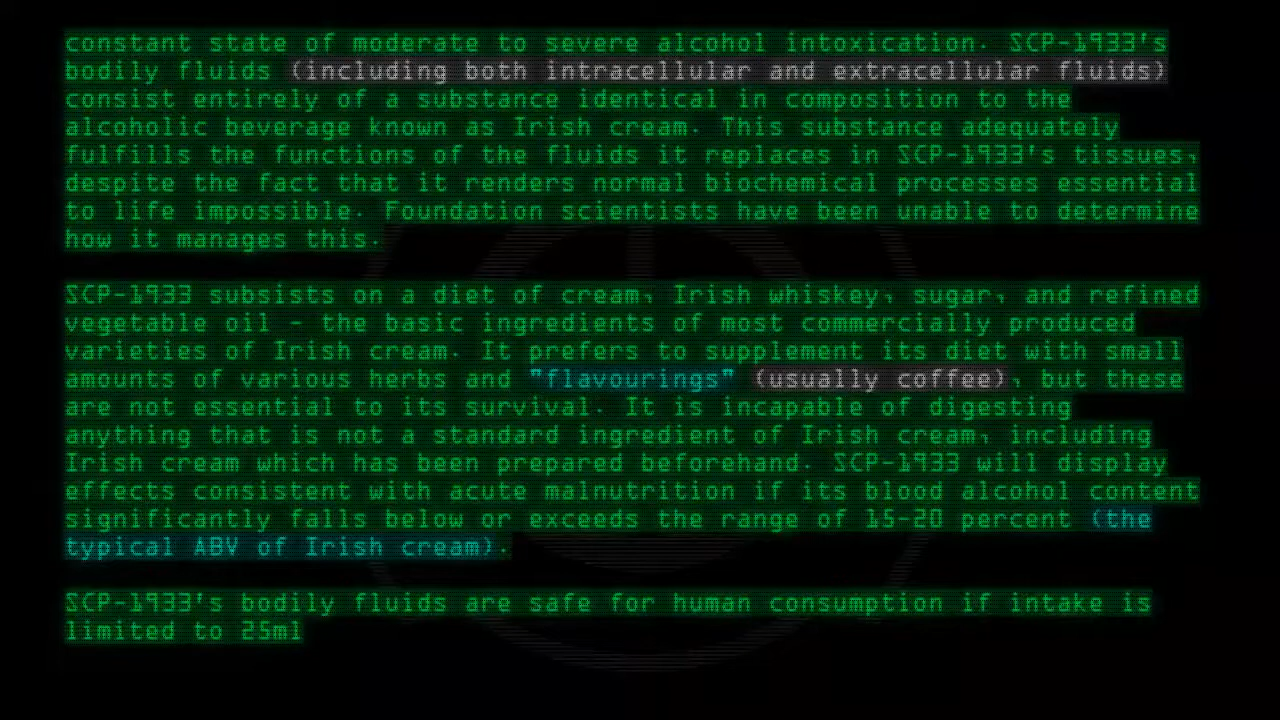 constant state of moderate to severe alcohol intoxication. SCP-1933's
bodily fluids (including both intracellular and extracellular fluids)
consist entirely of a substance identical in composition to the
alcoholic beverage known as Irish cream. This substance adequately
fulfills the functions of the fluids it replaces in SCP-1933's tissues,
despite the fact that it renders normal biochemical processes essential
to life impossible. Foundation scientists have been unable to determine
how it manages this.
SCP-1933 subsists on a diet of cream, Irish whiskey, sugar, and refined
vegetable oil - the basic ingredients of most commercially produced
varieties of Irish cream. It prefers to supplement its diet with small
amounts of various herbs and "flavourings" (usually coffee), but these
are not essential to its survival. It is incapable of digesting
anything that is not a standard ingredient of Irish cream, including
Irish cream which has been prepared beforehand. SCP-1933 will display
effects consistent with acute malnutrition if its blood alcohol content
significantly falls below or exceeds the range of 15-20 percent (the
typical ABV of Irish cream).
SCP-1933's bodily fluids are safe for human consumption if intake is
limited to 25ml